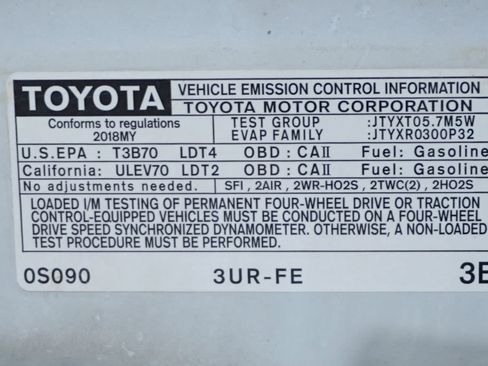 TOYOTA VEHICLE EMISSION CONTROL INFORMATION
TOYOTA MOTOR CORPORATION
Conforms to regulations TEST GROUP :JTYXT05.7M5W
2018MY EVAP FAMILY :JTYXR0300P32
U.S.EPA : T3B70 LDT4 OBD : CAII Fuel: Gasoline
California: ULEV70 LDT2 OBD : CAII Fuel: Gasoline
No adjustments needed. SFI , 2AIR , 2WR-HO2S , 2TWC(2) , 2HO2S
LOADED I/M TESTING OF PERMANENT FOUR-WHEEL DRIVE OR TRACTION
CONTROL-EQUIPPED VEHICLES MUST BE CONDUCTED ON A FOUR-WHEEL
DRIVE SPEED SYNCHRONIZED DYNAMOMETER. OTHERWISE, A NON-LOADED
TEST PROCEDURE MUST BE PERFORMED.
0S090 3UR-FE 3E